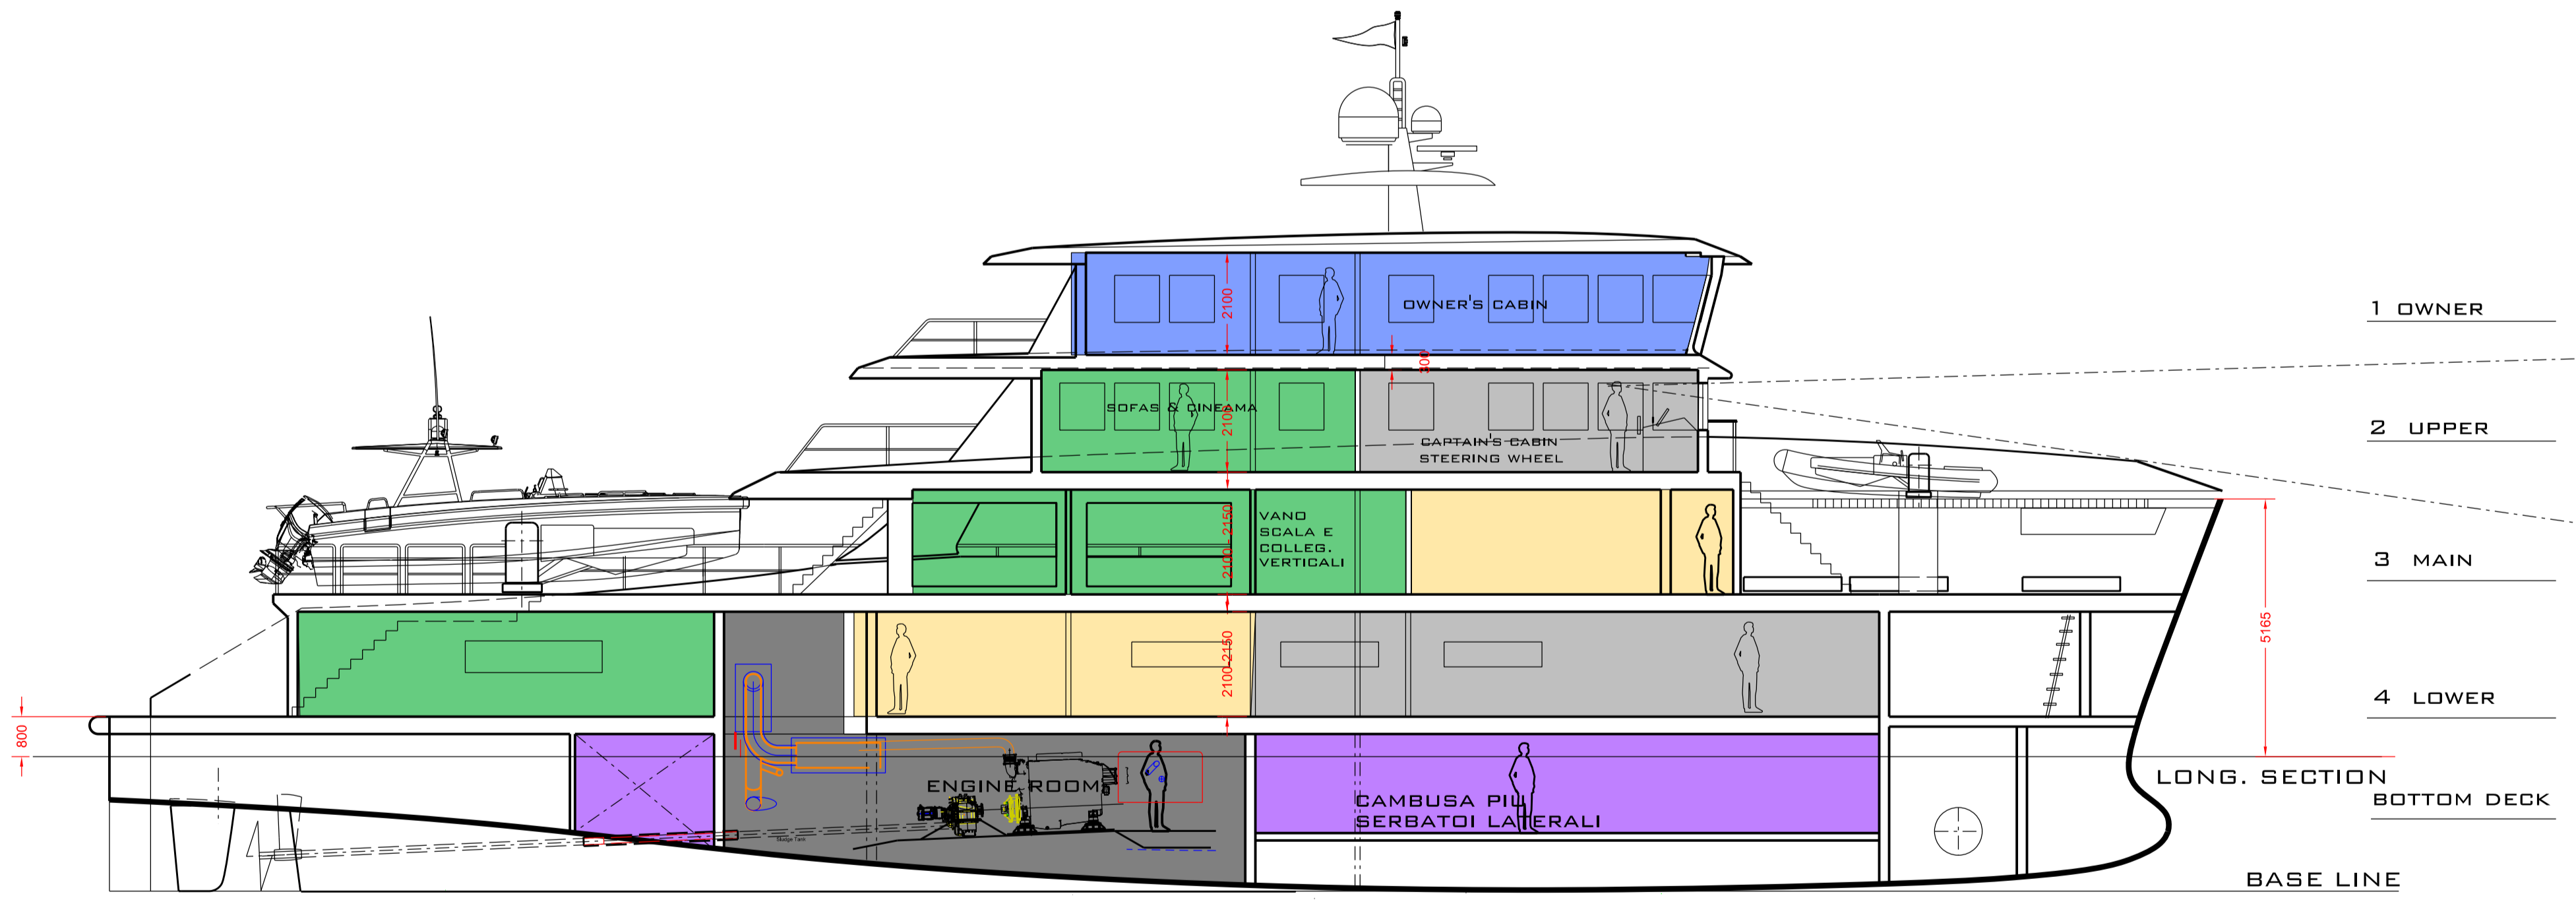 2100
OWNER'S CABIN
300
SOFAS & CINEAMA
2100
CAPTAIN'S CABIN
STEERING WHEEL
VANO
SCALA E
COLLEG.
VERTICALI
2100 - 2150
2100-2150
800
5165
ENGINE ROOM
Sludge Tank
CAMBUSA PIU
SERBATOI LATERALI
1 OWNER
2 UPPER
3 MAIN
4 LOWER
LONG. SECTION
BOTTOM DECK
BASE LINE